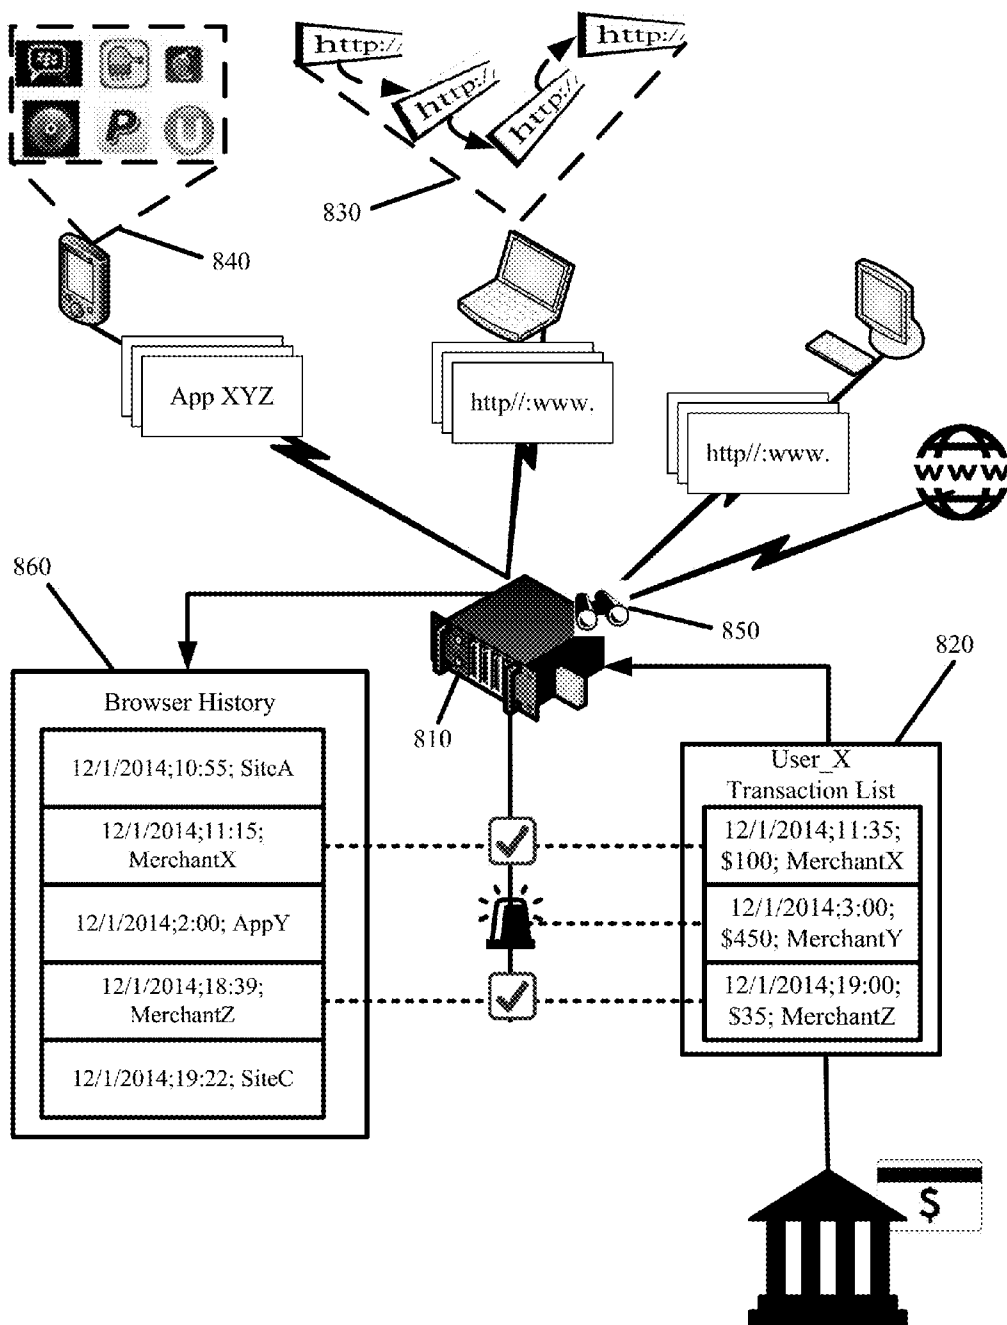 http://
http://
http://
http://
P
U
830
840
App XYZ
http//:www.
http//:www.
www
860
850
820
810
Browser History
12/1/2014;10:55; SiteA
12/1/2014;11:15;
MerchantX
12/1/2014;2:00; AppY
12/1/2014;18:39;
MerchantZ
12/1/2014;19:22; SiteC
User_X
Transaction List
12/1/2014;11:35;
$100; MerchantX
12/1/2014;3:00;
$450; MerchantY
12/1/2014;19:00;
$35; MerchantZ
$